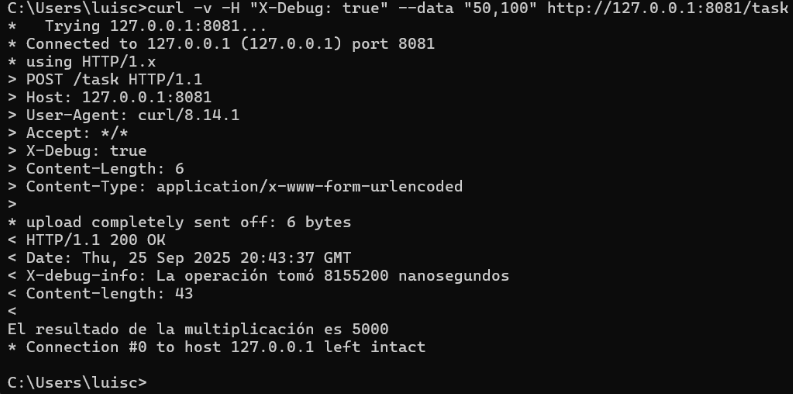 C:\Users\luisc>curl -v -H "X-Debug: true" --data "50,100" http://127.0.0.1:8081/task
*   Trying 127.0.0.1:8081...
* Connected to 127.0.0.1 (127.0.0.1) port 8081
* using HTTP/1.x
> POST /task HTTP/1.1
> Host: 127.0.0.1:8081
> User-Agent: curl/8.14.1
> Accept: */*
> X-Debug: true
> Content-Length: 6
> Content-Type: application/x-www-form-urlencoded
>
* upload completely sent off: 6 bytes
< HTTP/1.1 200 OK
< Date: Thu, 25 Sep 2025 20:43:37 GMT
< X-debug-info: La operación tomó 8155200 nanosegundos
< Content-length: 43
<
El resultado de la multiplicación es 5000
* Connection #0 to host 127.0.0.1 left intact
C:\Users\luisc>